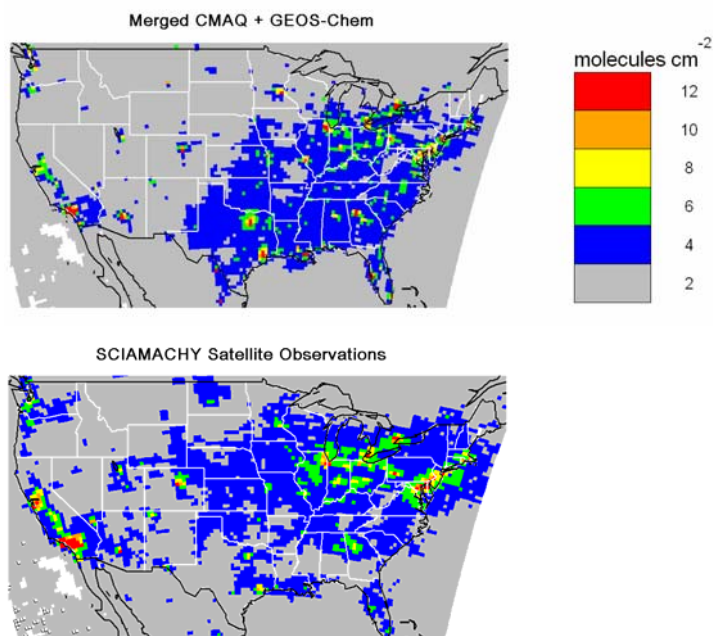 Merged CMAQ + GEOS-Chem
molecules cm-2
12
10
8
6
4
2
SCIAMACHY Satellite Observations